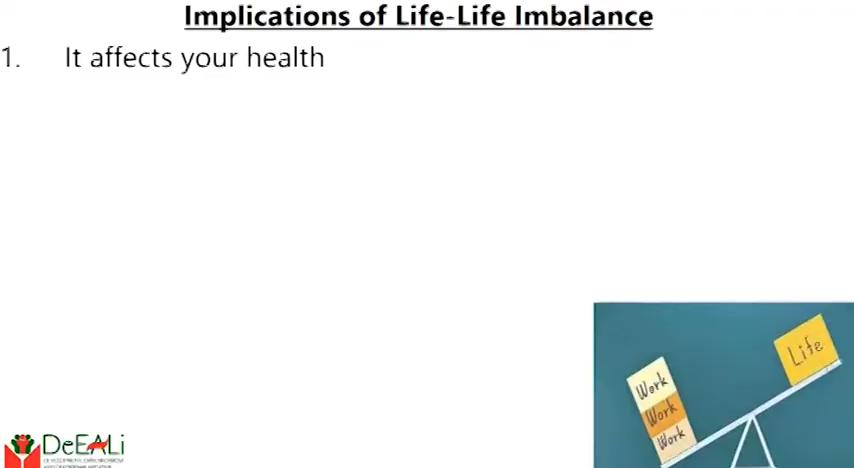 Implications of Life-Life Imbalance
1. It affects your health
Life
Work
Work
Work
DeEALi